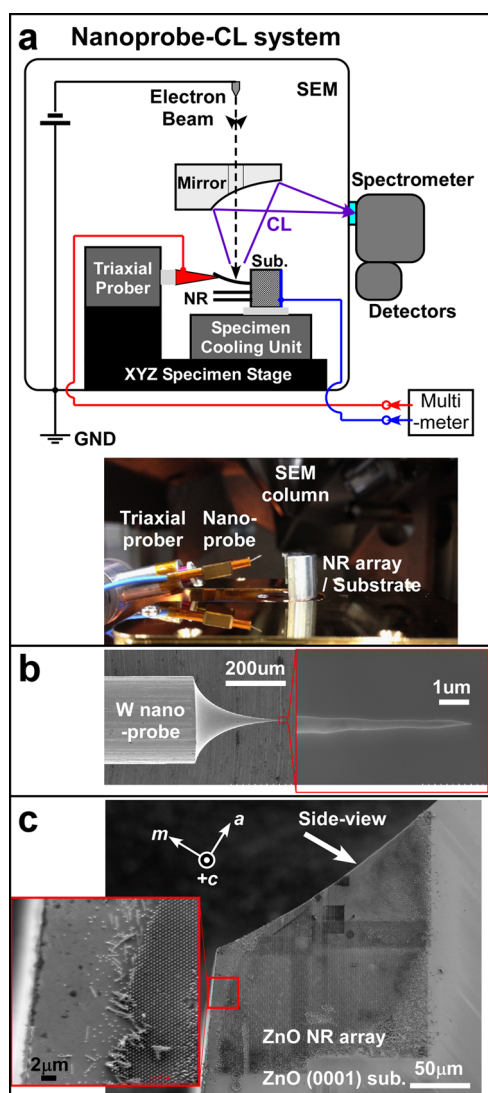 a
Nanoprobe-CL system
SEM
Electron
Beam
Mirror
Spectrometer
CL
Triaxial
Prober
Sub.
NR
Detectors
Specimen
Cooling Unit
XYZ Specimen Stage
Multi
-meter
GND
SEM
column
Triaxial
prober
Nano-
probe
NR array
/ Substrate
b
200um
1um
W nano
-probe
c
Side-view
m
a
+c
2μm
ZnO NR array
ZnO (0001) sub.
50μm